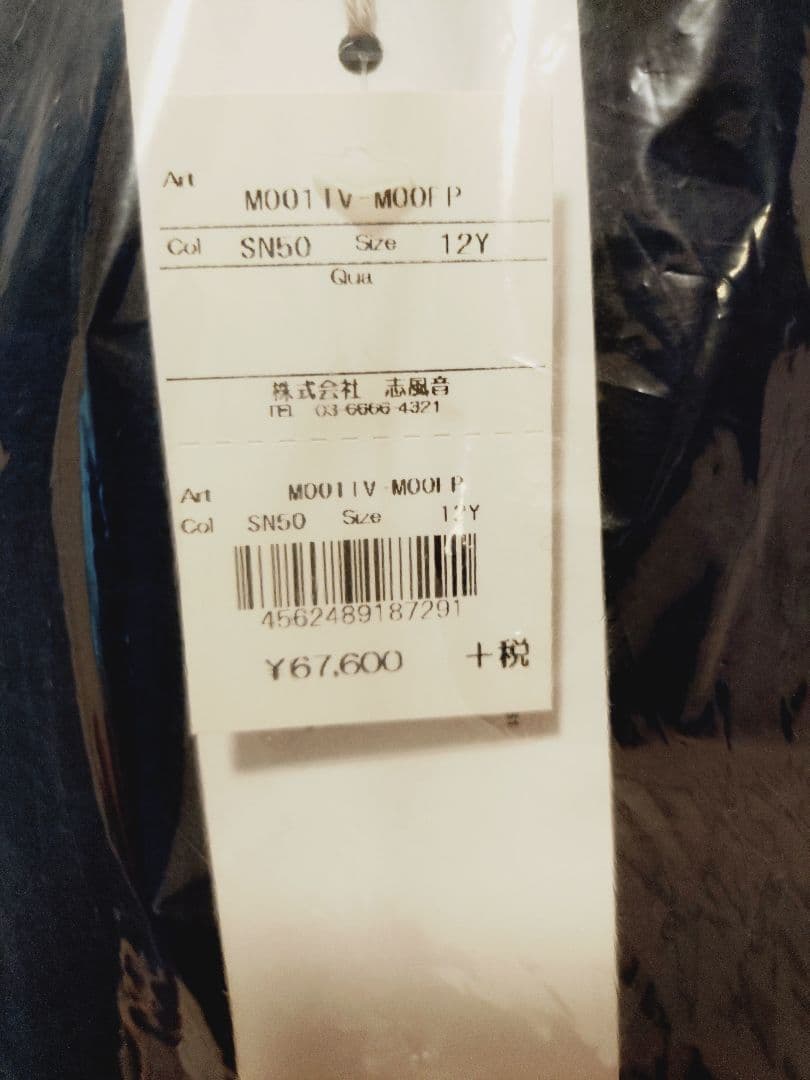 Art M001TV-M00FP
Col SN50 Size 12Y
Qua
株式会社 志風音
TEL 03-6666-4321
Art M001TV-M00FP
Col SN50 Size 12Y
4562489187291
¥67,600 +税